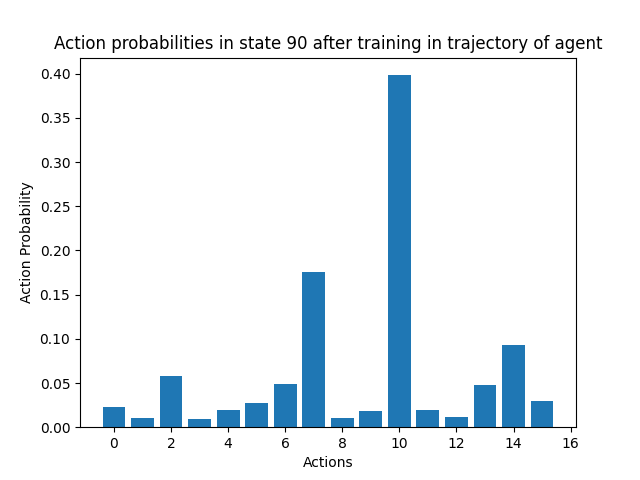 Action probabilities in state 90 after training in trajectory of agent
0.40
0.35
0.30
0.25
0.20
0.15
0.10
0.05
0.00
Action Probability
0 2 4 6 8 10 12 14 16
Actions